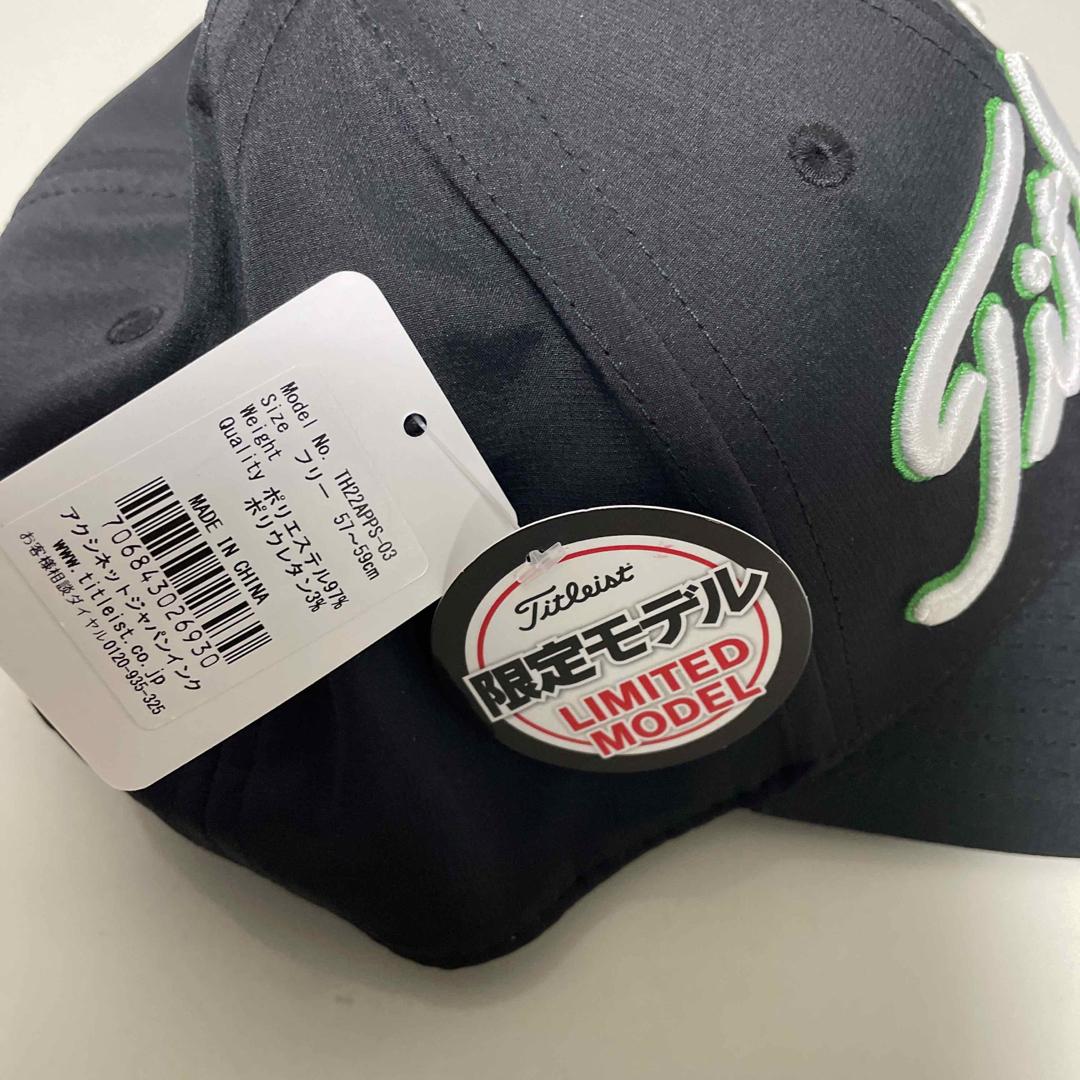 Model No. TH22APPS-03
Size フリー 57~59cm
Weight
Quality ポリエステル97%
ポリウレタン3%
MADE IN CHINA
706843026930
アクシネットジャパンインク
www.titleist.co.jp
お客様相談ダイヤル0120-935-325
Titleist
限定モデル
LIMITED
MODEL